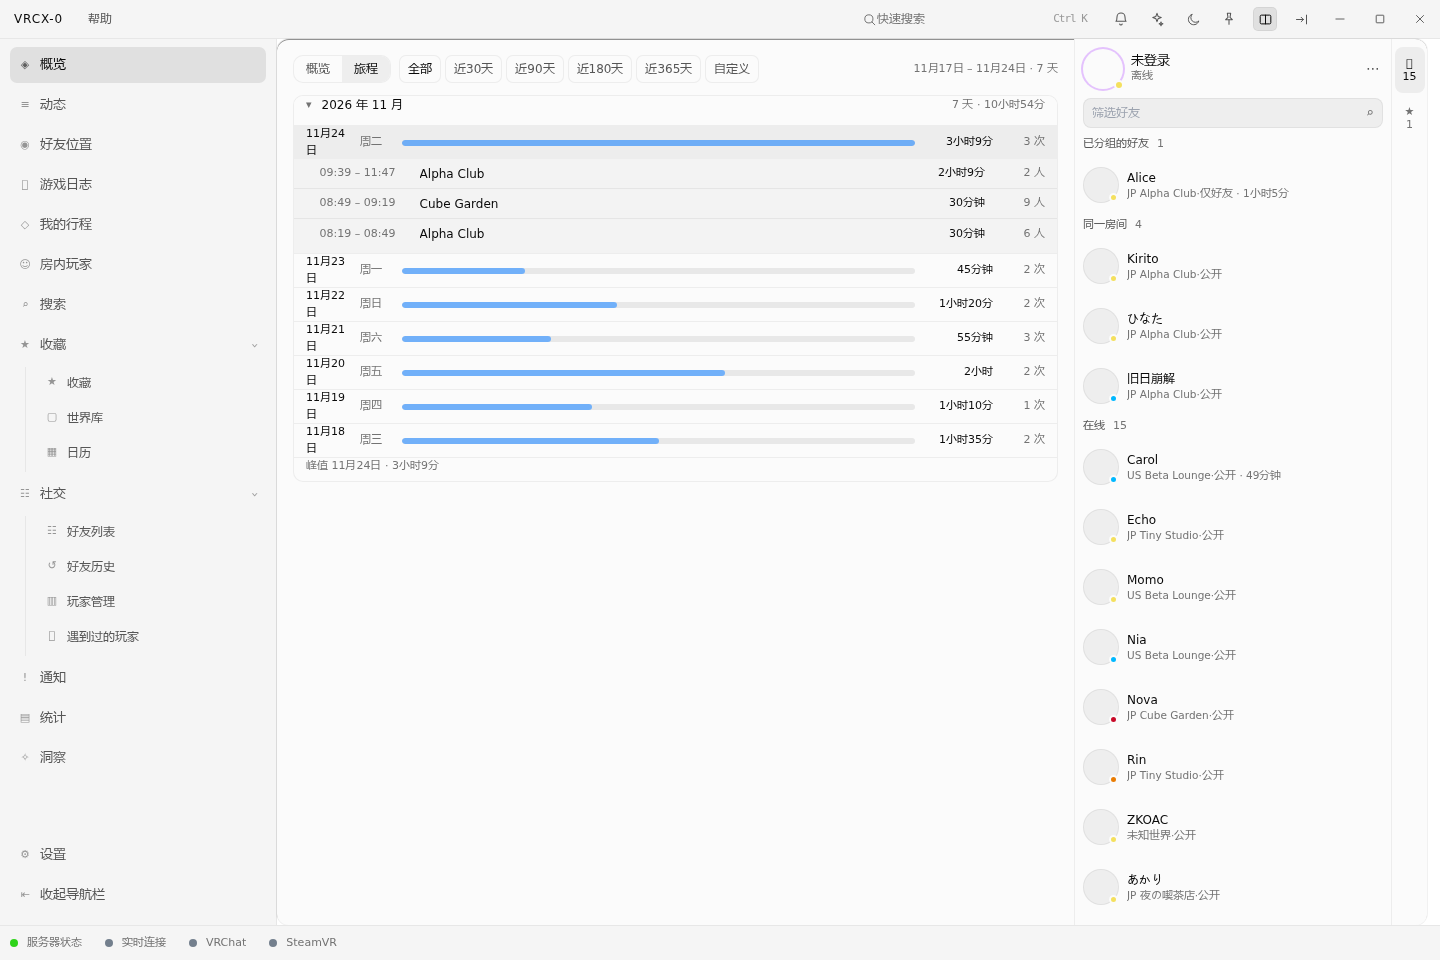 VRCX-0 帮助 快速搜索 Ctrl K
概览
动态
好友位置
游戏日志
我的行程
房内玩家
搜索
收藏
收藏
世界库
日历
社交
好友列表
好友历史
玩家管理
遇到过的玩家
通知
统计
洞察
设置
收起导航栏
概览 旅程 全部 近30天 近90天 近180天 近365天 自定义 11月17日 – 11月24日 · 7 天
2026 年 11 月 7 天 · 10小时54分
11月24日 周二 3小时9分 3 次
09:39 – 11:47 Alpha Club 2小时9分 2 人
08:49 – 09:19 Cube Garden 30分钟 9 人
08:19 – 08:49 Alpha Club 30分钟 6 人
11月23日 周一 45分钟 2 次
11月22日 周日 1小时20分 2 次
11月21日 周六 55分钟 3 次
11月20日 周五 2小时 2 次
11月19日 周四 1小时10分 1 次
11月18日 周三 1小时35分 2 次
峰值 11月24日 · 3小时9分
未登录
离线
筛选好友
已分组的好友 1
Alice
JP Alpha Club·仅好友 · 1小时5分
同一房间 4
Kirito
JP Alpha Club·公开
ひなた
JP Alpha Club·公开
旧日崩解
JP Alpha Club·公开
在线 15
Carol
US Beta Lounge·公开 · 49分钟
Echo
JP Tiny Studio·公开
Momo
US Beta Lounge·公开
Nia
US Beta Lounge·公开
Nova
JP Cube Garden·公开
Rin
JP Tiny Studio·公开
ZKOAC
未知世界·公开
あかり
JP 夜の喫茶店·公开
15
1
服务器状态 实时连接 VRChat SteamVR